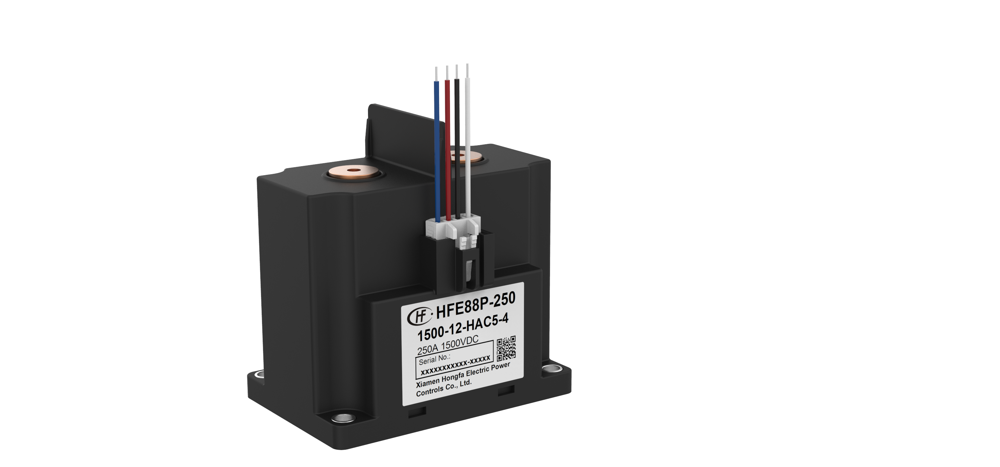 HF HFE88P-250
1500-12-HAC5-4
250A 1500VDC
Serial No.:
xxxxxxxxxxx-xxxxx
Xiamen Hongfa Electric Power
Controls Co., Ltd.